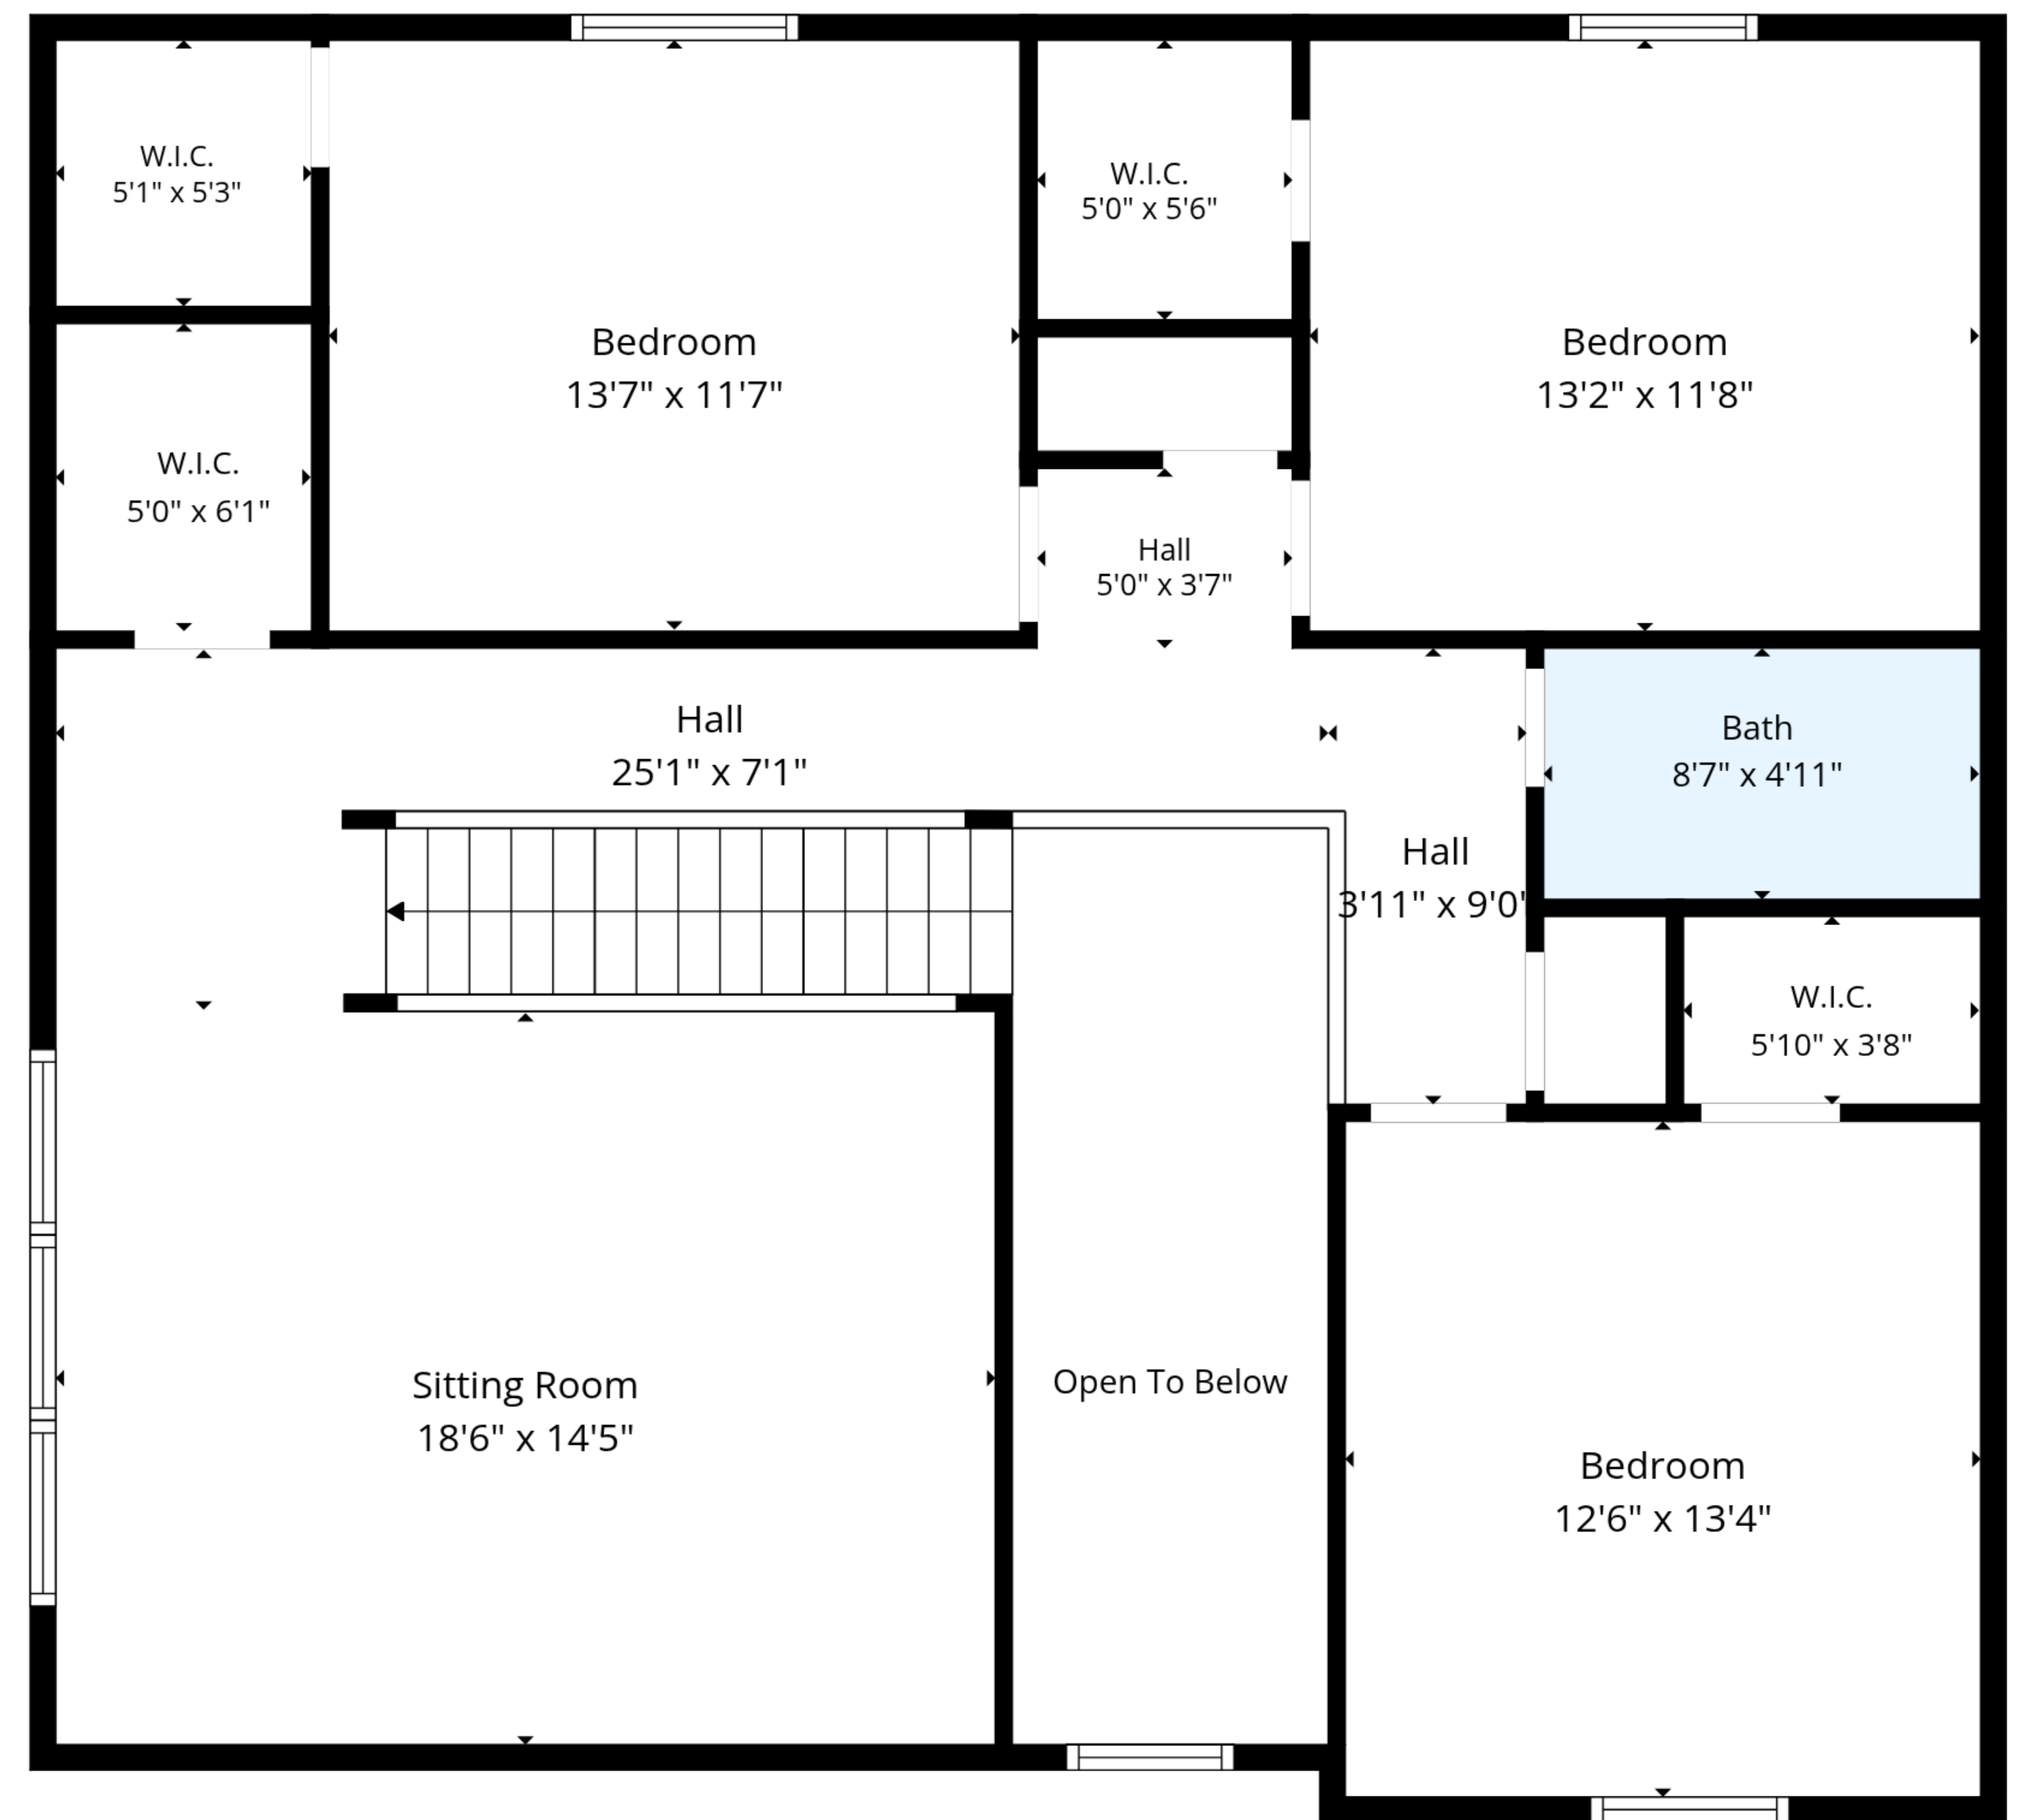 W.I.C.
5'1" x 5'3"
W.I.C.
5'0" x 5'6"
Bedroom
13'7" x 11'7"
Bedroom
13'2" x 11'8"
W.I.C.
5'0" x 6'1"
Hall
5'0" x 3'7"
Hall
25'1" x 7'1"
Bath
8'7" x 4'11"
Hall
3'11" x 9'0"
W.I.C.
5'10" x 3'8"
Sitting Room
18'6" x 14'5"
Open To Below
Bedroom
12'6" x 13'4"